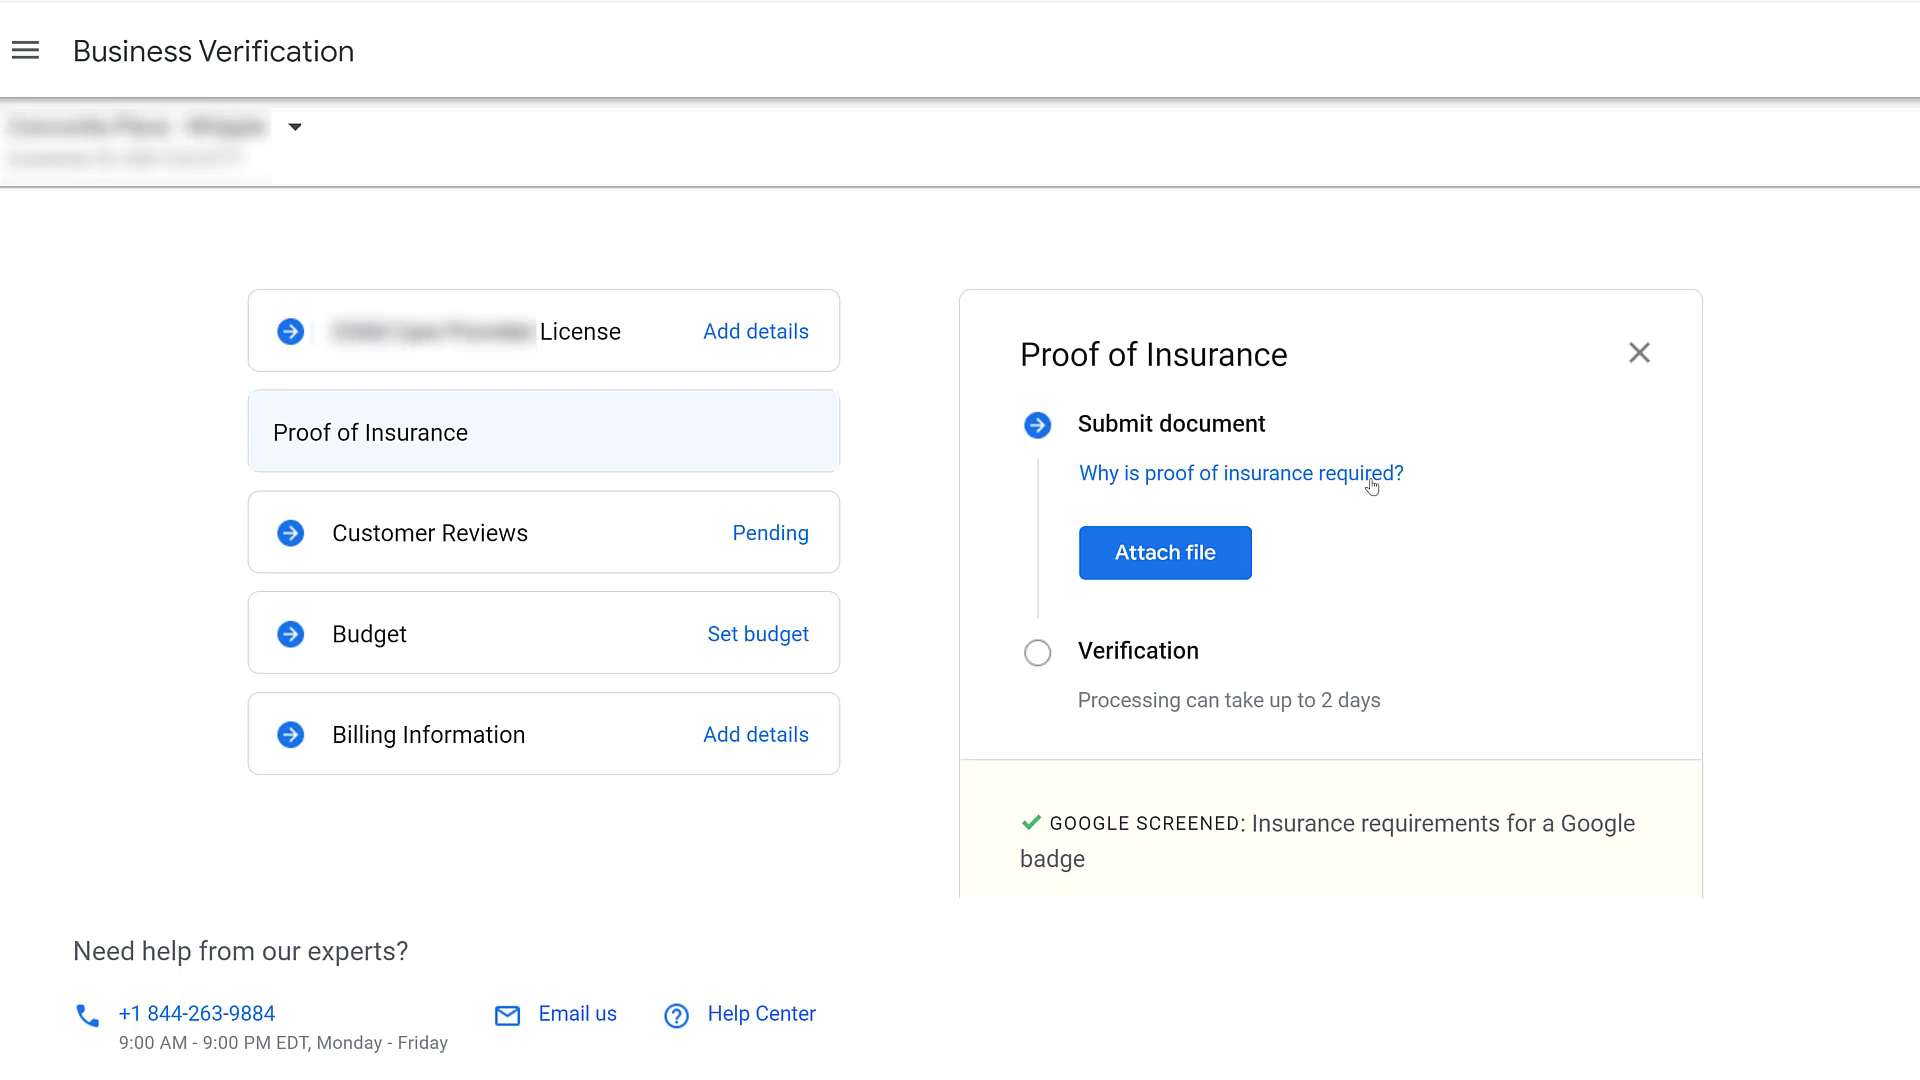 Business Verification
License
Add details
Proof of Insurance
Customer Reviews
Pending
Budget
Set budget
Billing Information
Add details
Proof of Insurance
Submit document
Why is proof of insurance required?
Attach file
Verification
Processing can take up to 2 days
GOOGLE SCREENED: Insurance requirements for a Google
badge
Need help from our experts?
+1 844-263-9884
9:00 AM - 9:00 PM EDT, Monday - Friday
Email us
Help Center